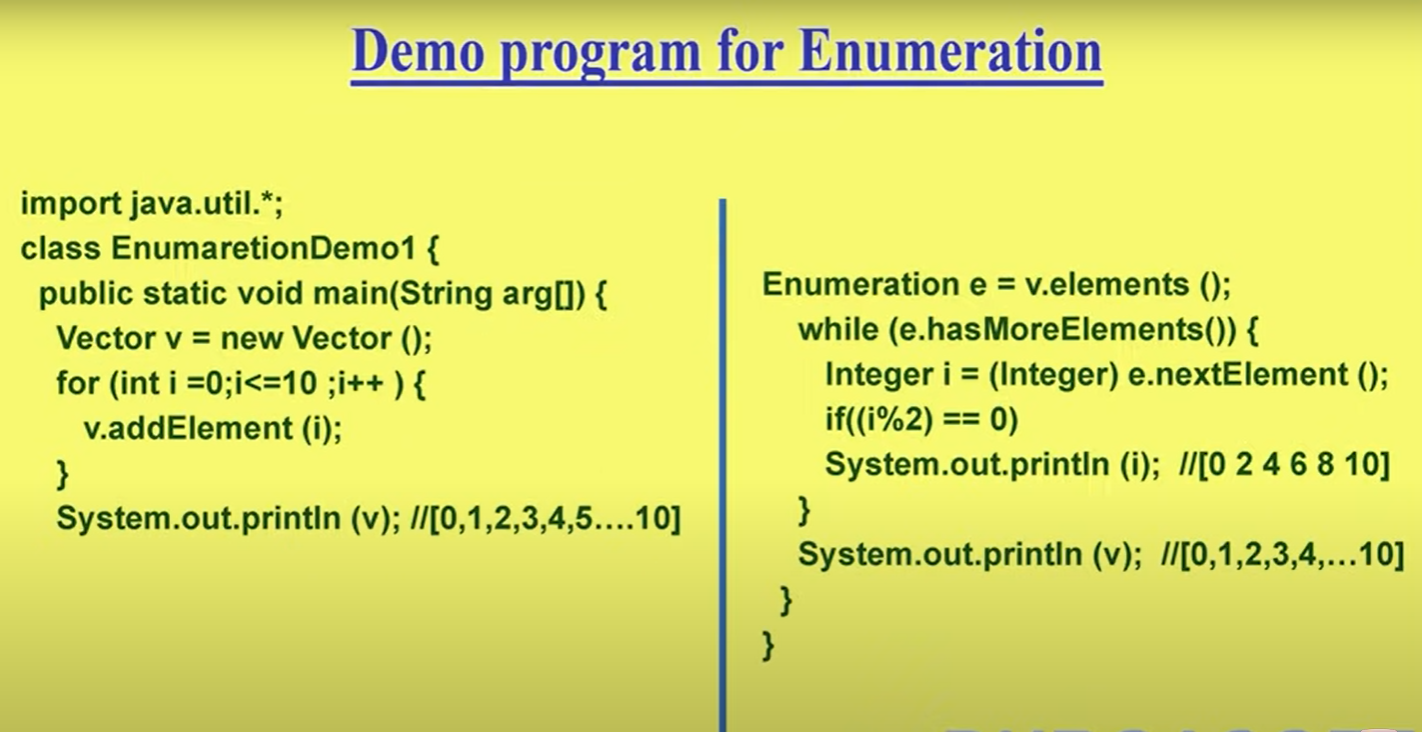 Demo program for Enumeration
import java.util.*;
class EnumaretionDemo1 {
public static void main(String arg[]) {
Vector v = new Vector ();
for (int i =0;i<=10 ;i++ ) {
v.addElement (i);
}
System.out.println (v); //[0,1,2,3,4,5....10]
Enumeration e = v.elements ();
while (e.hasMoreElements()) {
Integer i = (Integer) e.nextElement ();
if((i%2) == 0)
System.out.println (i);  //[0 2 4 6 8 10]
}
System.out.println (v);  //[0,1,2,3,4,...10]
}
}